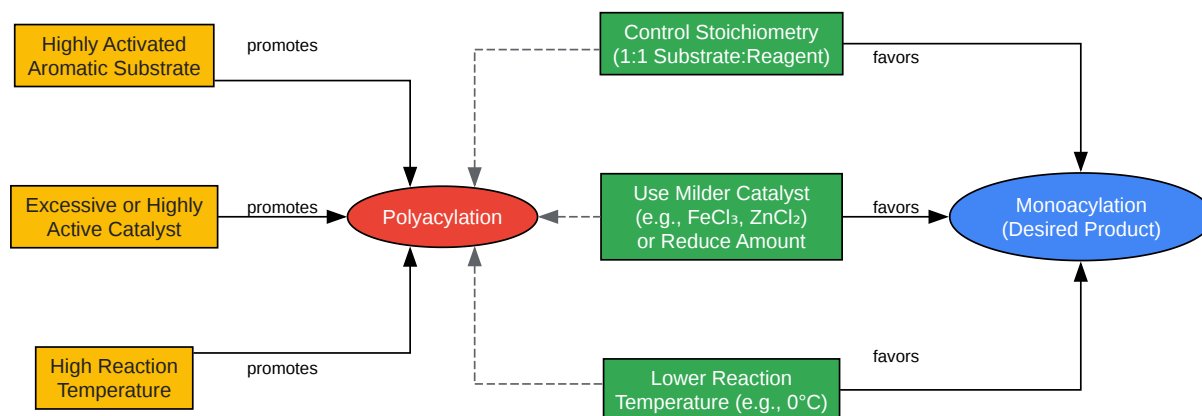 Highly Activated
Aromatic Substrate
promotes
Control Stoichiometry
(1:1 Substrate:Reagent)
favors
Excessive or Highly
Active Catalyst
promotes
Polyacylation
Use Milder Catalyst
(e.g., FeCl₃, ZnCl₂)
or Reduce Amount
favors
Monoacylation
(Desired Product)
High Reaction
Temperature
promotes
Lower Reaction
Temperature (e.g., 0°C)
favors